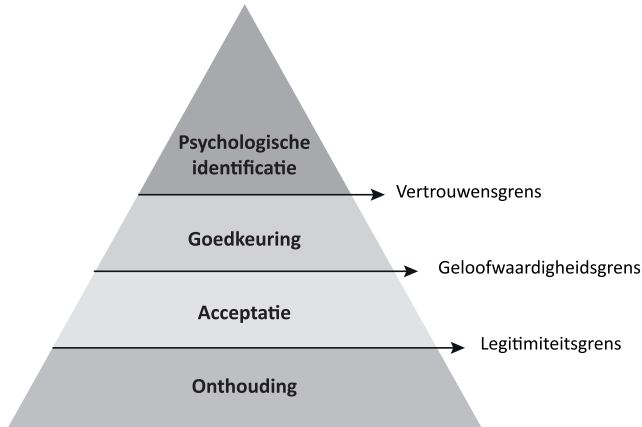 Psychologische
identificatie
Vertrouwensgrens
Goedkeuring
Geloofwaardigheidsgrens
Acceptatie
Legitimiteitsgrens
Onthouding